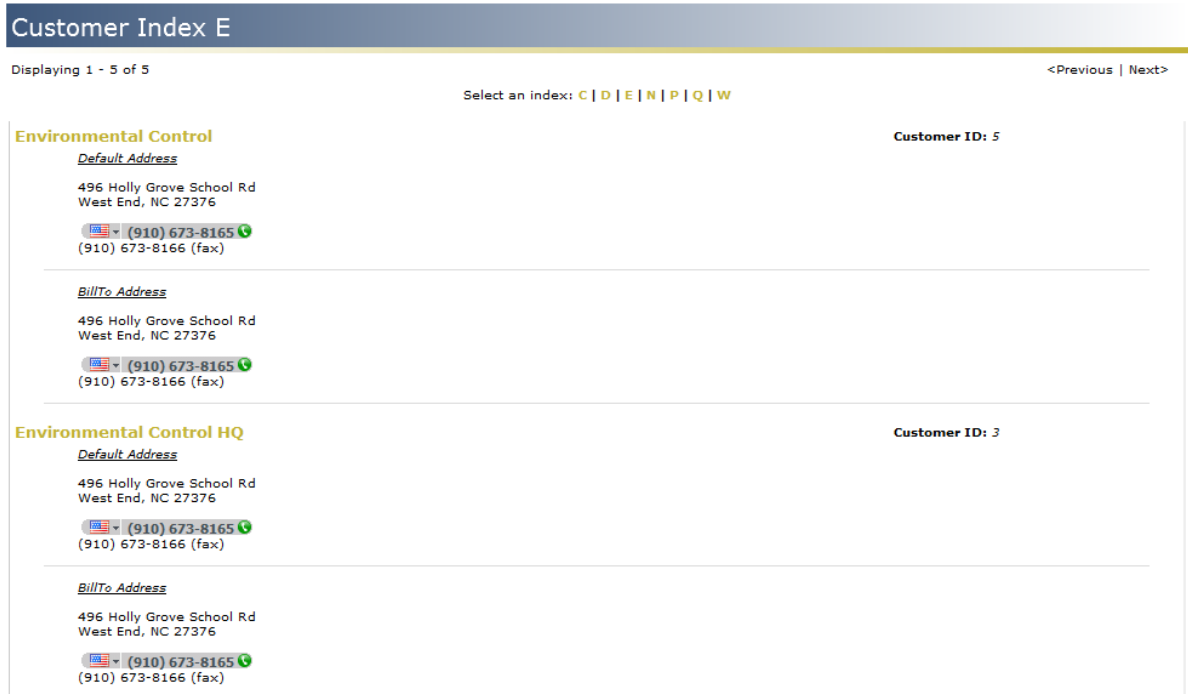 Customer Index E
Displaying 1 - 5 of 5
<Previous | Next>
Select an index: C | D | E | N | P | Q | W
Environmental Control
Customer ID: 5
Default Address
496 Holly Grove School Rd
West End, NC 27376
(910) 673-8165
(910) 673-8166 (fax)
BillTo Address
496 Holly Grove School Rd
West End, NC 27376
(910) 673-8165
(910) 673-8166 (fax)
Environmental Control HQ
Customer ID: 3
Default Address
496 Holly Grove School Rd
West End, NC 27376
(910) 673-8165
(910) 673-8166 (fax)
BillTo Address
496 Holly Grove School Rd
West End, NC 27376
(910) 673-8165
(910) 673-8166 (fax)